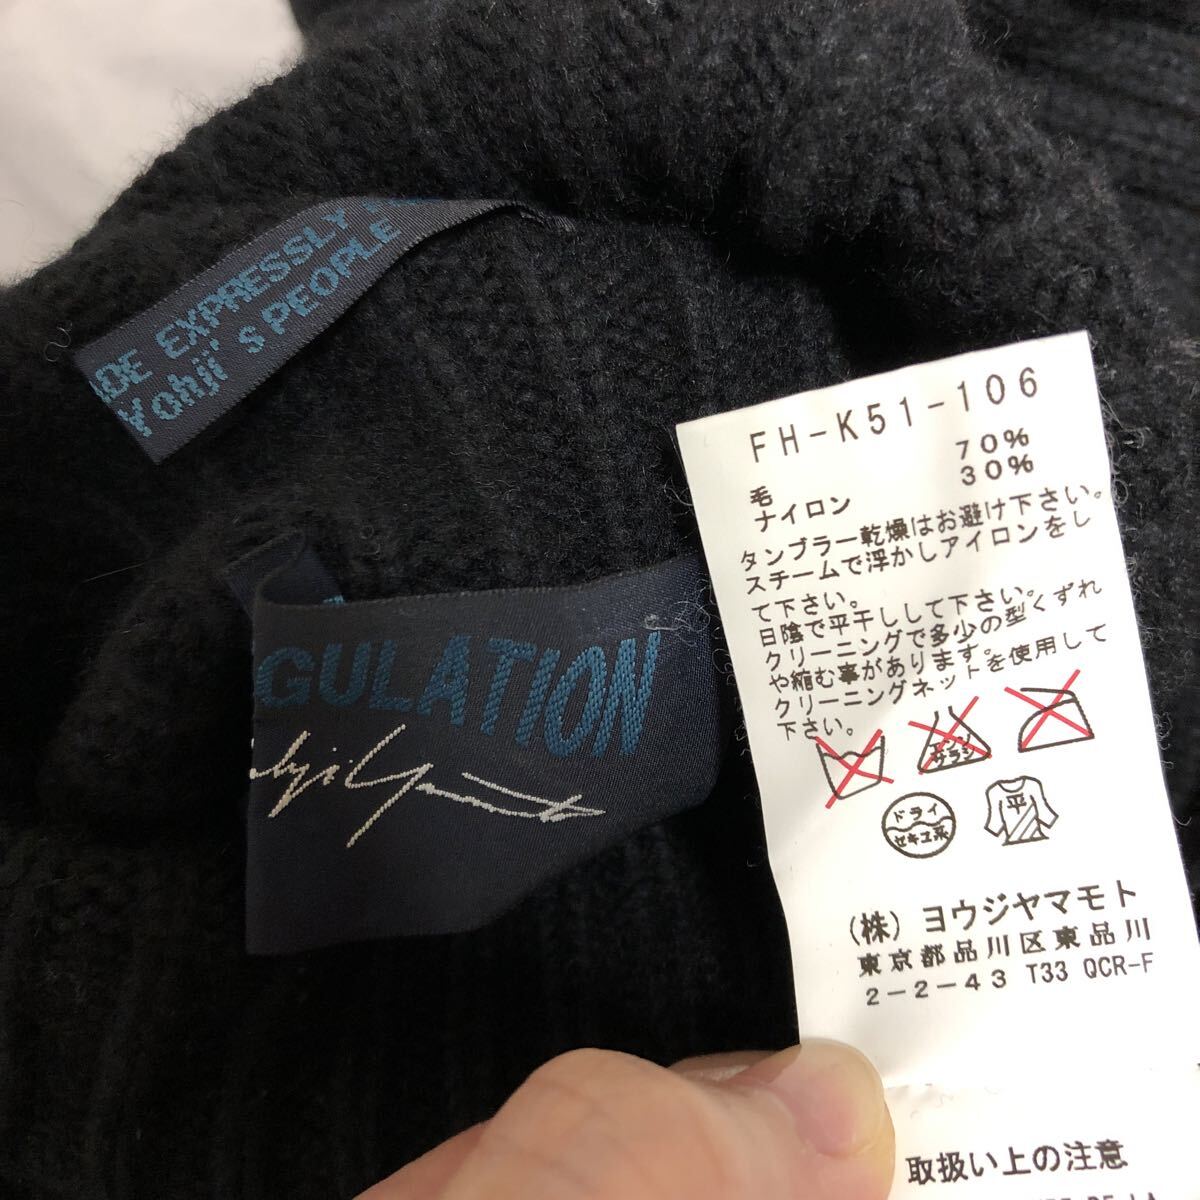 EXPRESSLY
Yohji's PEOPLE
GULATION
FH-K51-106
毛 70%
ナイロン 30%
タンブラー乾燥はお避け下さい。
スチームで浮かしアイロンをし
て下さい。
日陰で平干しして下さい。
クリーニングで多少の型くずれ
や縮む事があります。
クリーニングネットを使用して
下さい。
エンソ
サラシ
ドライ
セキユ系
平
(株) ヨウジヤマモト
東京都品川区東品川
2-2-43 T33 QCR-F
取扱い上の注意